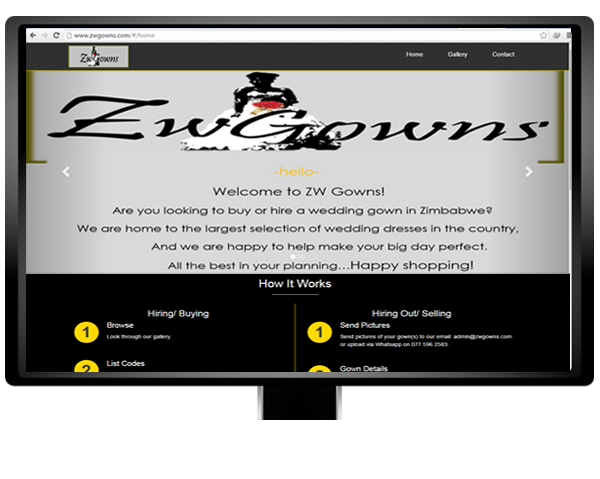 www.zwgowns.com/#/home
ZwGowns
Home Gallery Contact
ZwGowns
-hello-
Welcome to ZW Gowns!
Are you looking to buy or hire a wedding gown in Zimbabwe?
We are home to the largest selection of wedding dresses in the country,
And we are happy to help make your big day perfect.
All the best in your planning...Happy shopping!
How It Works
Hiring/ Buying
1 Browse
Look through our gallery
2 List Codes
Hiring Out/ Selling
1 Send Pictures
Send pictures of your gown(s) to our email: admin@zwgowns.com
or upload via Whatsapp on 077 596 2583.
Gown Details